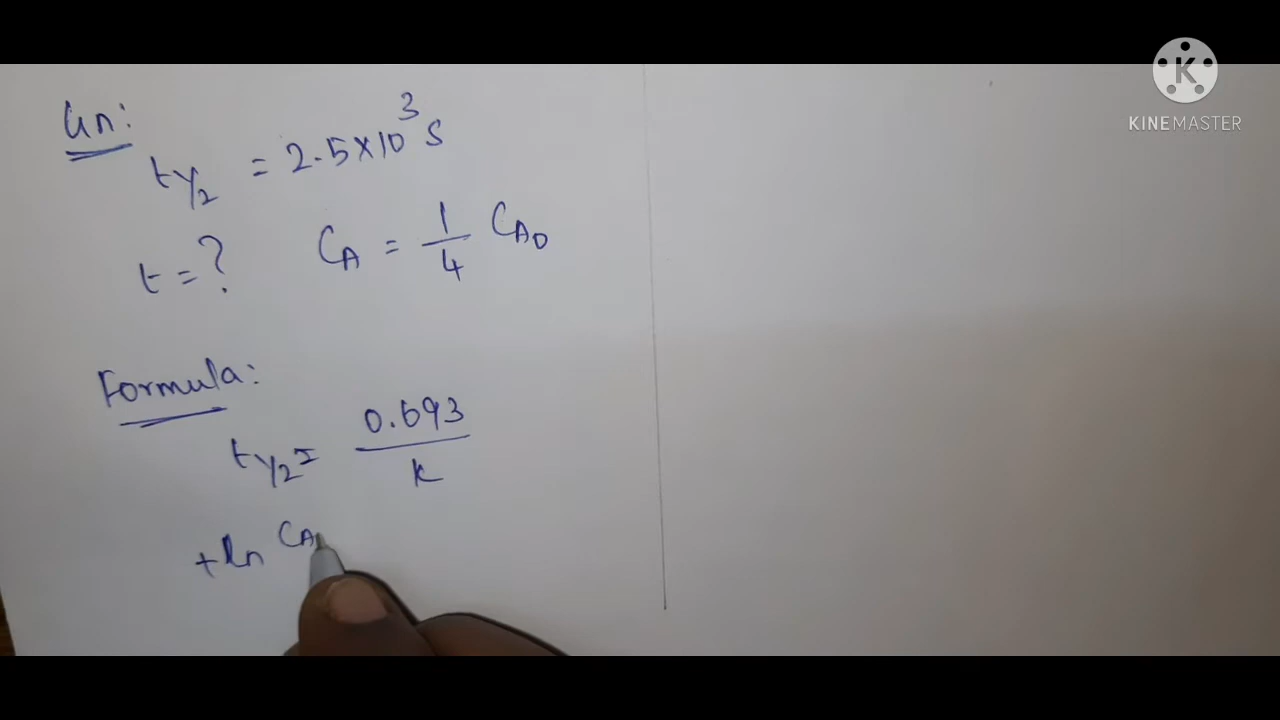 Gn:
t1/2 = 2.5×10³ S
t = ? CA = 1/4 CA0
Formula:
t1/2 = 0.693/k
+ln CA
K
KINEMASTER